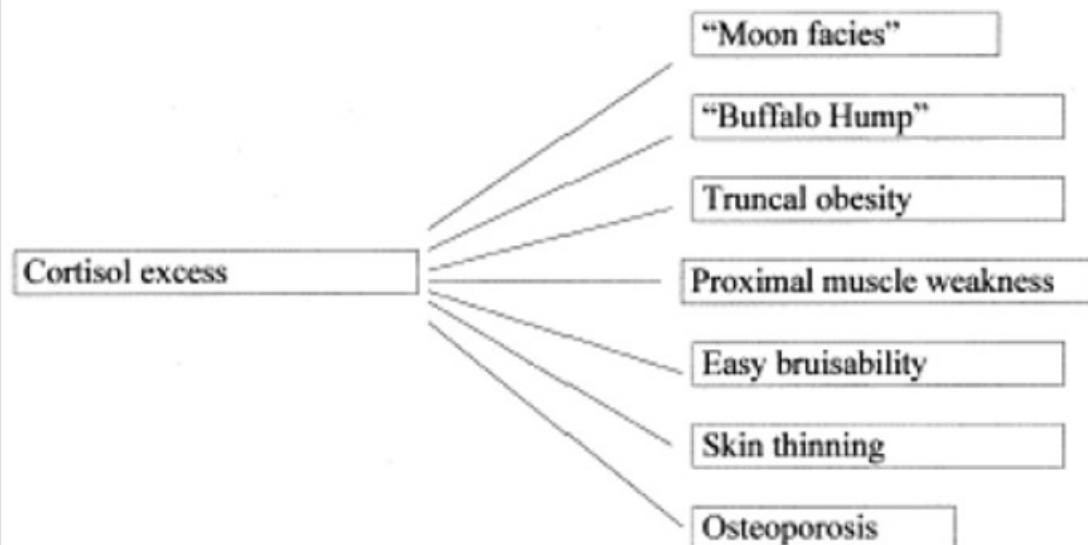 “Moon facies”
“Buffalo Hump”
Truncal obesity
Cortisol excess
Proximal muscle weakness
Easy bruisability
Skin thinning
Osteoporosis